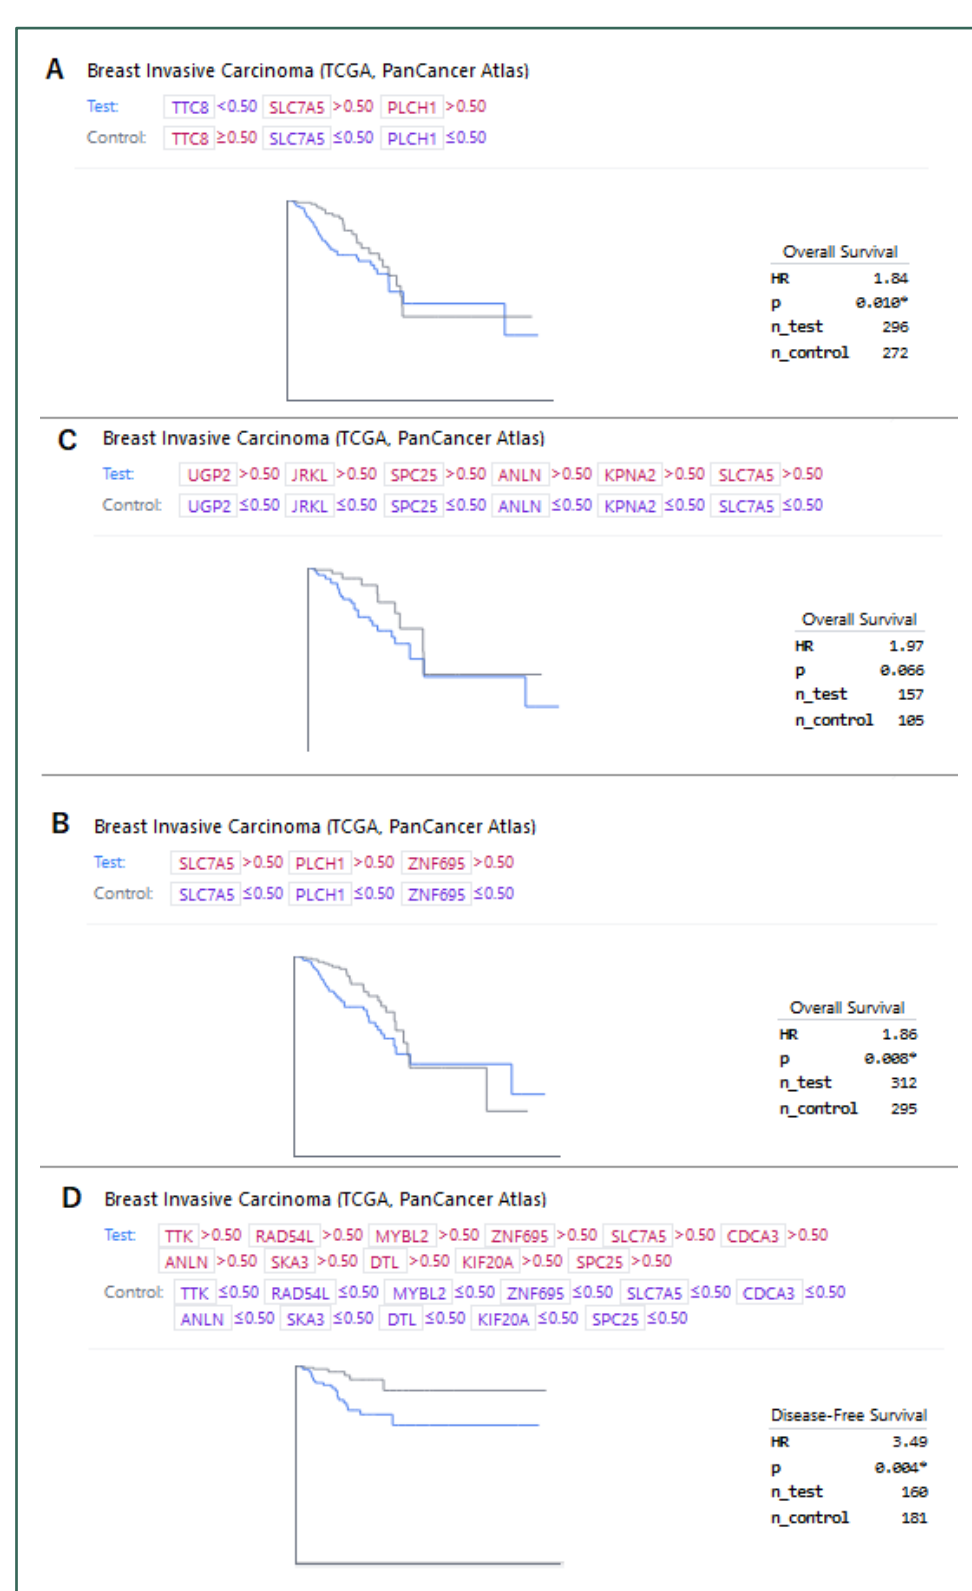 A Breast Invasive Carcinoma (TCGA, PanCancer Atlas)
Test: TTC8 <0.50 SLC7A5 >0.50 PLCH1 >0.50
Control: TTC8 ≥0.50 SLC7A5 ≤0.50 PLCH1 ≤0.50
Overall Survival
HR 1.84
p 0.010*
n_test 296
n_control 272
C Breast Invasive Carcinoma (TCGA, PanCancer Atlas)
Test: UGP2 >0.50 JRKL >0.50 SPC25 >0.50 ANLN >0.50 KPNA2 >0.50 SLC7A5 >0.50
Control: UGP2 ≤0.50 JRKL ≤0.50 SPC25 ≤0.50 ANLN ≤0.50 KPNA2 ≤0.50 SLC7A5 ≤0.50
Overall Survival
HR 1.97
p 0.066
n_test 157
n_control 105
B Breast Invasive Carcinoma (TCGA, PanCancer Atlas)
Test: SLC7A5 >0.50 PLCH1 >0.50 ZNF695 >0.50
Control: SLC7A5 ≤0.50 PLCH1 ≤0.50 ZNF695 ≤0.50
Overall Survival
HR 1.86
p 0.008*
n_test 312
n_control 295
D Breast Invasive Carcinoma (TCGA, PanCancer Atlas)
Test: TTK >0.50 RAD54L >0.50 MYBL2 >0.50 ZNF695 >0.50 SLC7A5 >0.50 CDCA3 >0.50
ANLN >0.50 SKA3 >0.50 DTL >0.50 KIF20A >0.50 SPC25 >0.50
Control: TTK ≤0.50 RAD54L ≤0.50 MYBL2 ≤0.50 ZNF695 ≤0.50 SLC7A5 ≤0.50 CDCA3 ≤0.50
ANLN ≤0.50 SKA3 ≤0.50 DTL ≤0.50 KIF20A ≤0.50 SPC25 ≤0.50
Disease-Free Survival
HR 3.49
p 0.004*
n_test 160
n_control 181